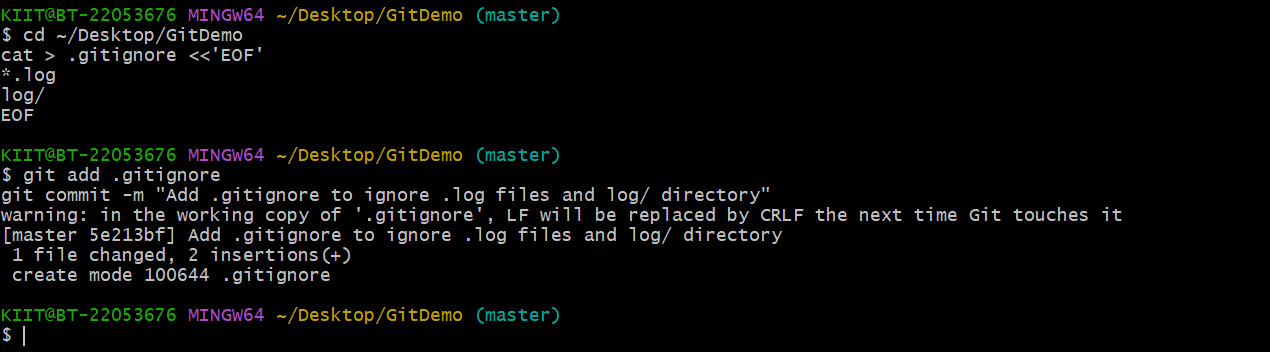 KIIT@BT-22053676 MINGW64 ~/Desktop/GitDemo (master)
$ cd ~/Desktop/GitDemo
cat > .gitignore <<'EOF'
*.log
log/
EOF
KIIT@BT-22053676 MINGW64 ~/Desktop/GitDemo (master)
$ git add .gitignore
git commit -m "Add .gitignore to ignore .log files and log/ directory"
warning: in the working copy of '.gitignore', LF will be replaced by CRLF the next time Git touches it
[master 5e213bf] Add .gitignore to ignore .log files and log/ directory
 1 file changed, 2 insertions(+)
 create mode 100644 .gitignore
KIIT@BT-22053676 MINGW64 ~/Desktop/GitDemo (master)
$